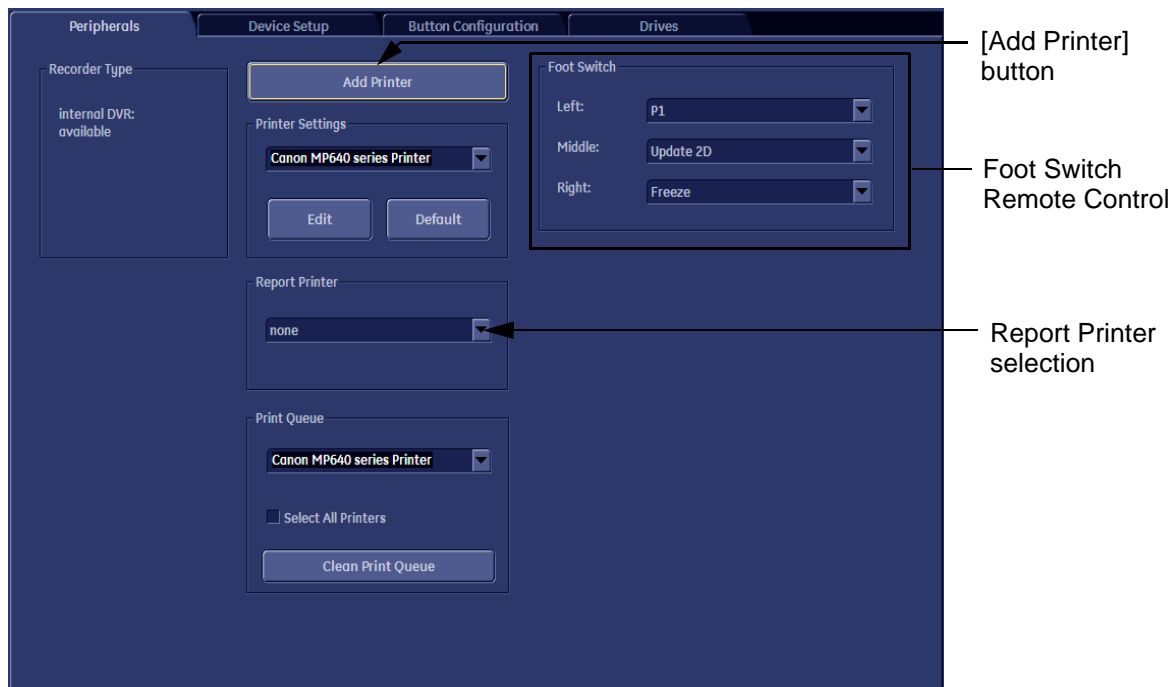 Peripherals
Device Setup
Button Configuration
Drives
Recorder Type
internal DVR:
available
Add Printer
Printer Settings
Canon MP640 series Printer
Edit
Default
Report Printer
none
Print Queue
Canon MP640 series Printer
Select All Printers
Clean Print Queue
Foot Switch
Left:
P1
Middle:
Update 2D
Right:
Freeze
[Add Printer]
button
Foot Switch
Remote Control
Report Printer
selection